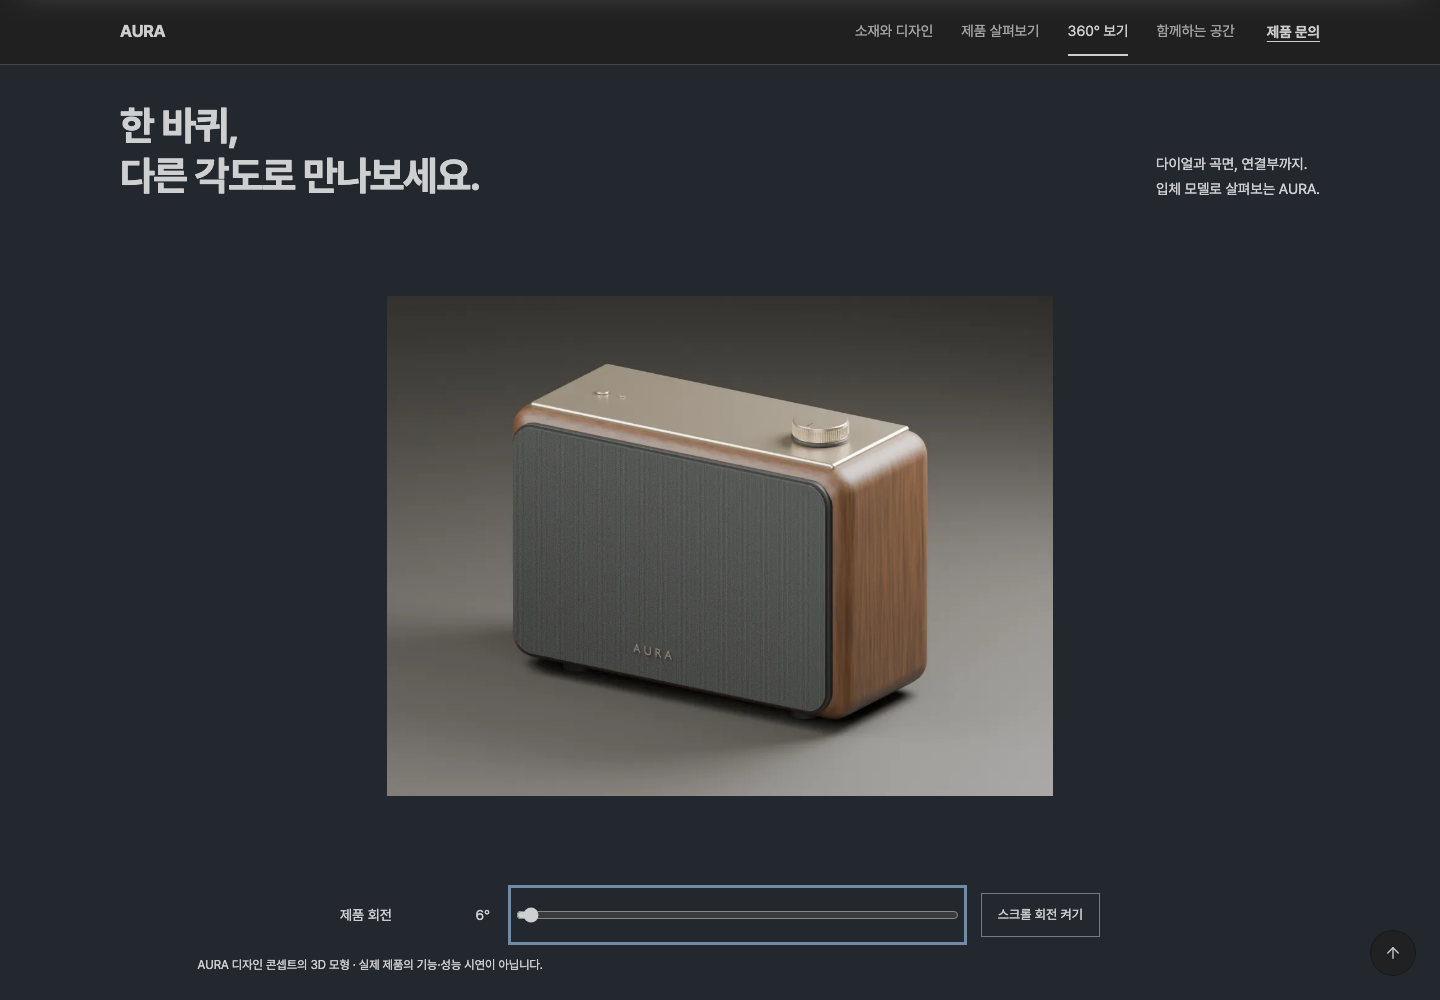 AURA
소재와 디자인
제품 살펴보기
360° 보기
함께하는 공간
제품 문의
한 바퀴,
다른 각도로 만나보세요.
다이얼과 곡면, 연결부까지.
입체 모델로 살펴보는 AURA.
AURA
제품 회전
6°
스크롤 회전 켜기
AURA 디자인 콘셉트의 3D 모형 · 실제 제품의 기능·성능 시연이 아닙니다.